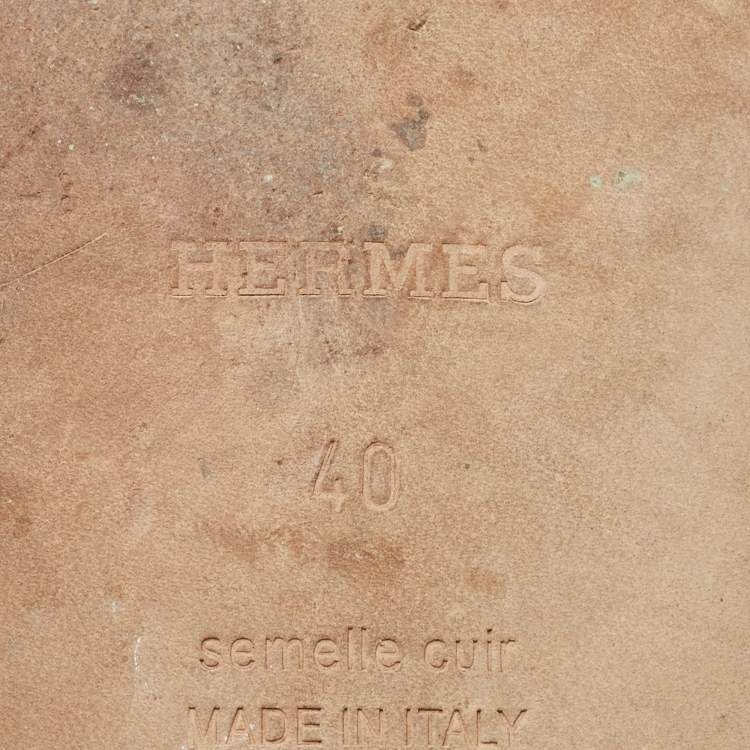 HERMES
40
semelle cuir
MADE IN ITALY